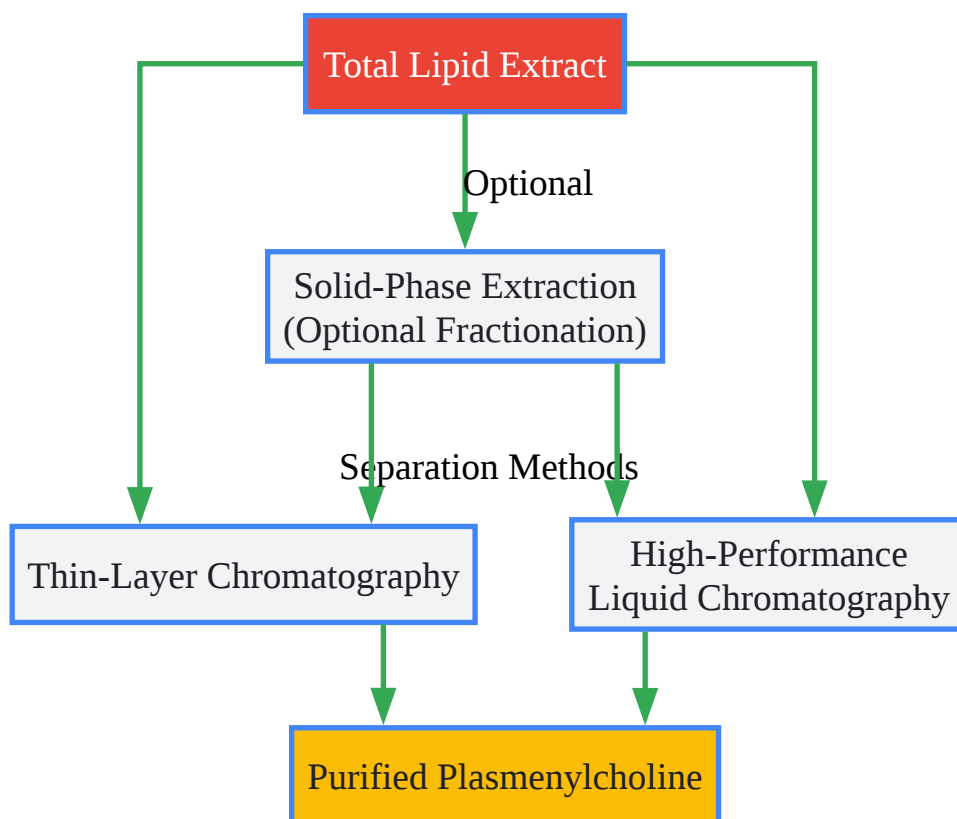 Total Lipid Extract
Optional
Solid-Phase Extraction
(Optional Fractionation)
Separation Methods
Thin-Layer Chromatography
High-Performance
Liquid Chromatography
Purified Plasmenylcholine